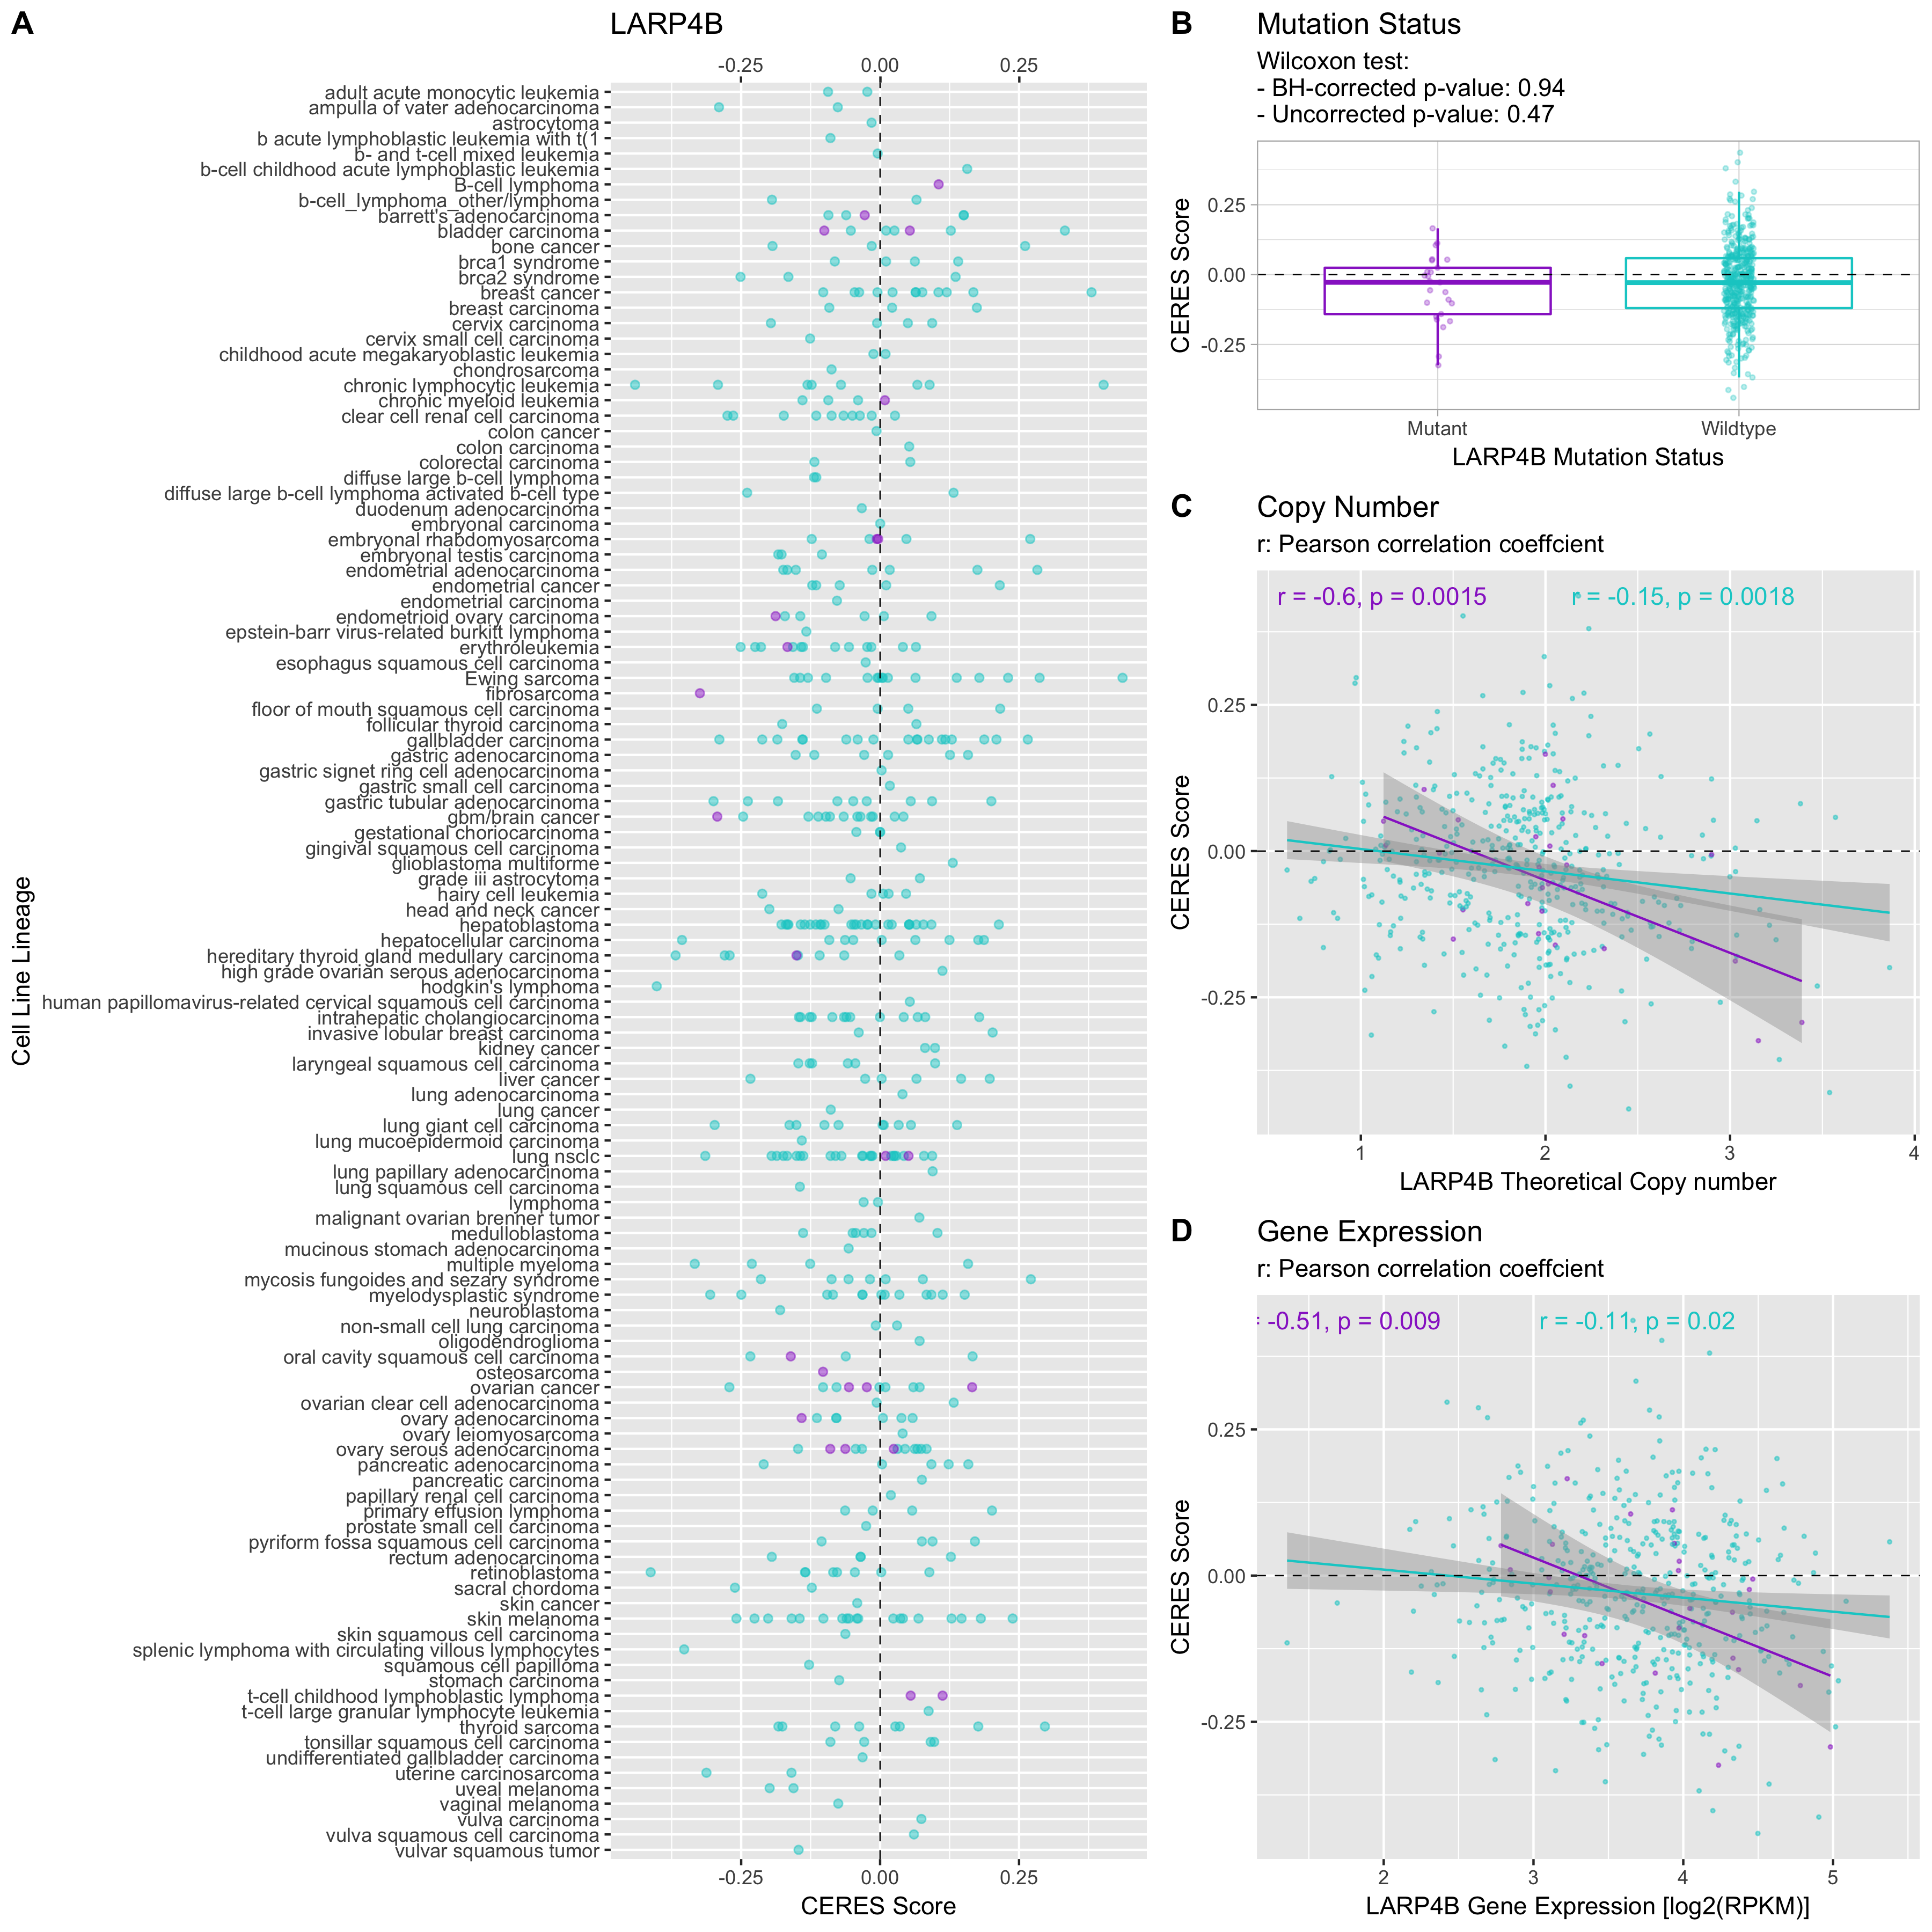 A
LARP4B
-0.25 0.00 0.25
Cell Line Lineage
adult acute monocytic leukemia
ampulla of vater adenocarcinoma
astrocytoma
b acute lymphoblastic leukemia with t(1
b- and t-cell mixed leukemia
b-cell childhood acute lymphoblastic leukemia
B-cell lymphoma
b-cell_lymphoma_other/lymphoma
barrett's adenocarcinoma
bladder carcinoma
bone cancer
brca1 syndrome
brca2 syndrome
breast cancer
breast carcinoma
cervix carcinoma
cervix small cell carcinoma
childhood acute megakaryoblastic leukemia
chondrosarcoma
chronic lymphocytic leukemia
chronic myeloid leukemia
clear cell renal cell carcinoma
colon cancer
colon carcinoma
colorectal carcinoma
diffuse large b-cell lymphoma
diffuse large b-cell lymphoma activated b-cell type
duodenum adenocarcinoma
embryonal carcinoma
embryonal rhabdomyosarcoma
embryonal testis carcinoma
endometrial adenocarcinoma
endometrial cancer
endometrial carcinoma
endometrioid ovary carcinoma
epstein-barr virus-related burkitt lymphoma
erythroleukemia
esophagus squamous cell carcinoma
Ewing sarcoma
fibrosarcoma
floor of mouth squamous cell carcinoma
follicular thyroid carcinoma
gallbladder carcinoma
gastric adenocarcinoma
gastric signet ring cell adenocarcinoma
gastric small cell carcinoma
gastric tubular adenocarcinoma
gbm/brain cancer
gestational choriocarcinoma
gingival squamous cell carcinoma
glioblastoma multiforme
grade iii astrocytoma
hairy cell leukemia
head and neck cancer
hepatoblastoma
hepatocellular carcinoma
hereditary thyroid gland medullary carcinoma
high grade ovarian serous adenocarcinoma
hodgkin's lymphoma
human papillomavirus-related cervical squamous cell carcinoma
intrahepatic cholangiocarcinoma
invasive lobular breast carcinoma
kidney cancer
laryngeal squamous cell carcinoma
liver cancer
lung adenocarcinoma
lung cancer
lung giant cell carcinoma
lung mucoepidermoid carcinoma
lung nsclc
lung papillary adenocarcinoma
lung squamous cell carcinoma
lymphoma
malignant ovarian brenner tumor
medulloblastoma
mucinous stomach adenocarcinoma
multiple myeloma
mycosis fungoides and sezary syndrome
myelodysplastic syndrome
neuroblastoma
non-small cell lung carcinoma
oligodendroglioma
oral cavity squamous cell carcinoma
osteosarcoma
ovarian cancer
ovarian clear cell adenocarcinoma
ovary adenocarcinoma
ovary leiomyosarcoma
ovary serous adenocarcinoma
pancreatic adenocarcinoma
pancreatic carcinoma
papillary renal cell carcinoma
primary effusion lymphoma
prostate small cell carcinoma
pyriform fossa squamous cell carcinoma
rectum adenocarcinoma
retinoblastoma
sacral chordoma
skin cancer
skin melanoma
skin squamous cell carcinoma
splenic lymphoma with circulating villous lymphocytes
squamous cell papilloma
stomach carcinoma
t-cell childhood lymphoblastic lymphoma
t-cell large granular lymphocyte leukemia
thyroid sarcoma
tonsillar squamous cell carcinoma
undifferentiated gallbladder carcinoma
uterine carcinosarcoma
uveal melanoma
vaginal melanoma
vulva carcinoma
vulva squamous cell carcinoma
vulvar squamous tumor
-0.25 0.00 0.25
CERES Score
B
Mutation Status
Wilcoxon test:
- BH-corrected p-value: 0.94
- Uncorrected p-value: 0.47
CERES Score
0.25
0.00
-0.25
Mutant Wildtype
LARP4B Mutation Status
C
Copy Number
r: Pearson correlation coeffcient
r = -0.6, p = 0.0015 r = -0.15, p = 0.0018
CERES Score
0.25
0.00
-0.25
1 2 3 4
LARP4B Theoretical Copy number
D
Gene Expression
r: Pearson correlation coeffcient
= -0.51, p = 0.009 r = -0.11, p = 0.02
CERES Score
0.25
0.00
-0.25
2 3 4 5
LARP4B Gene Expression [log2(RPKM)]